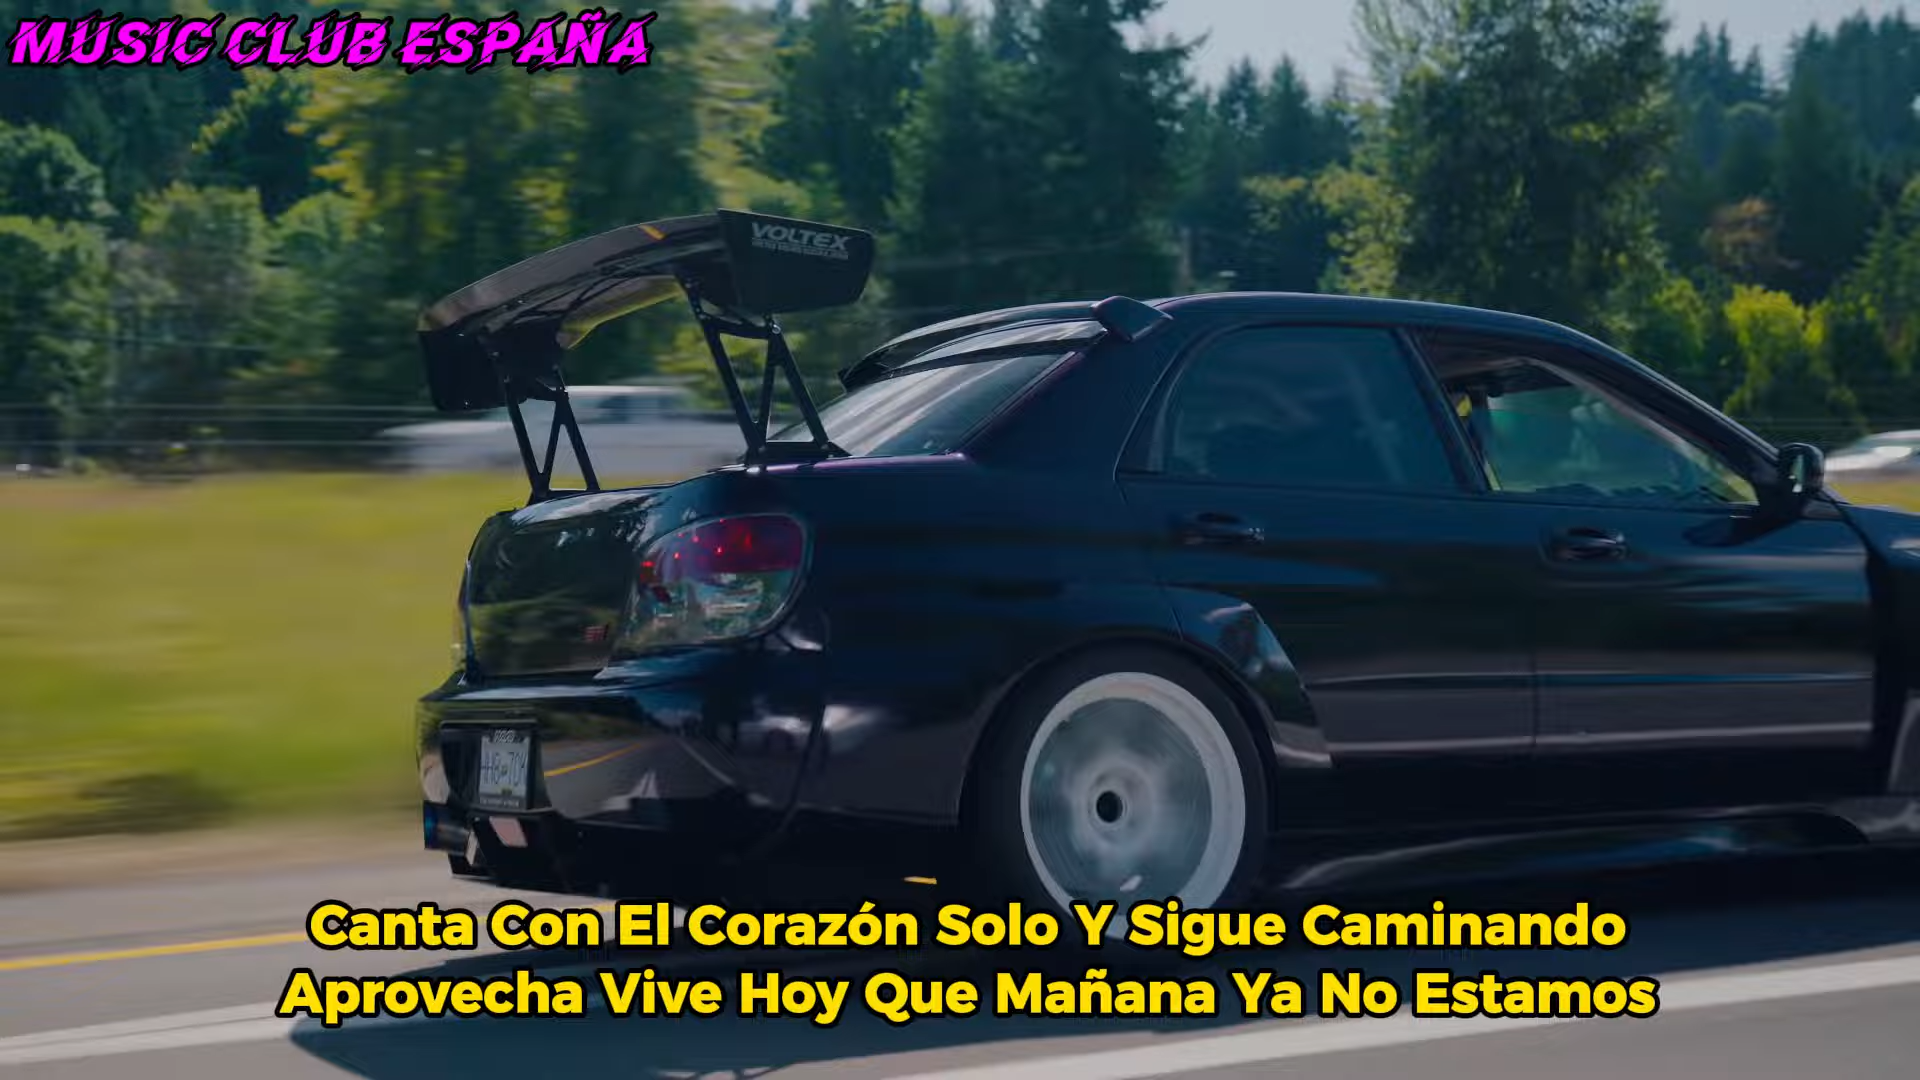 MUSIC CLUB ESPAÑA
VOLTEX
Canta Con El Corazón Solo Y Sigue Caminando
Aprovecha Vive Hoy Que Mañana Ya No Estamos